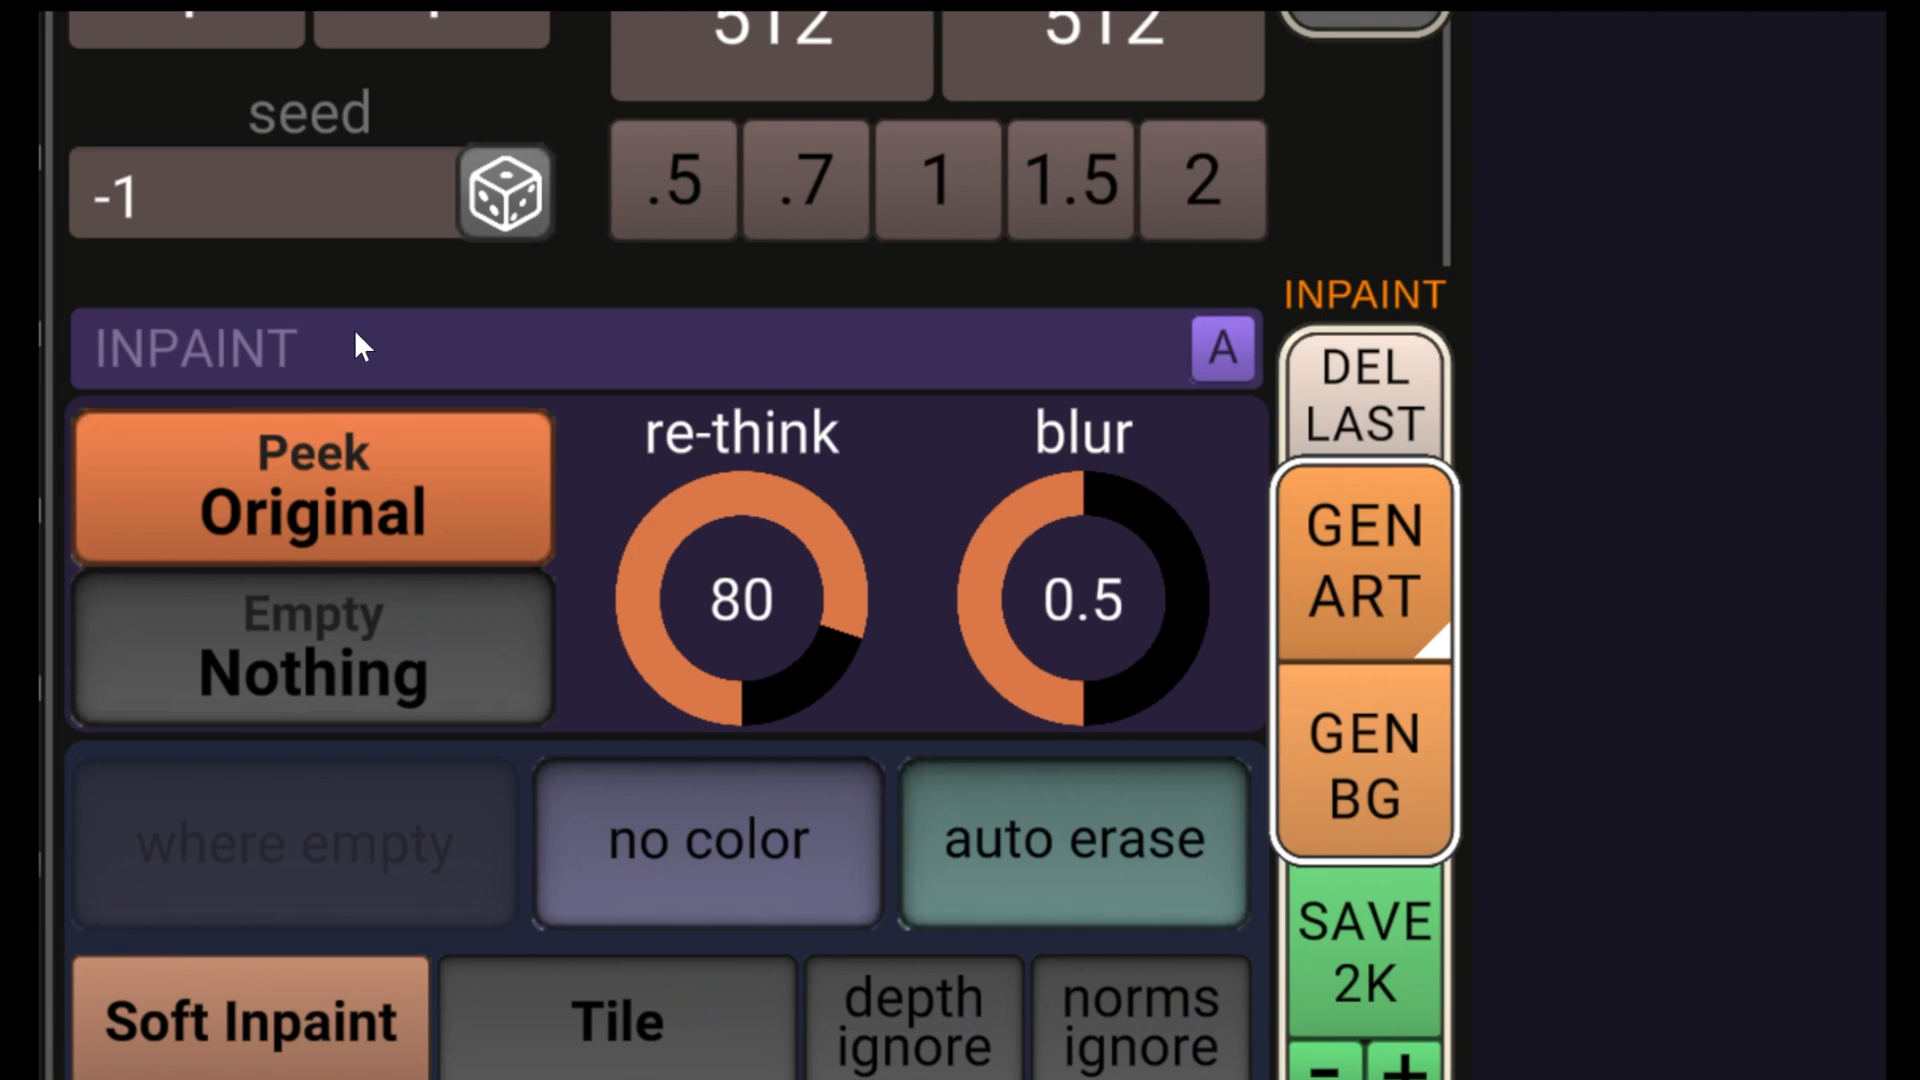 512 512
seed
-1
.5 .7 1 1.5 2
INPAINT
INPAINT A
DEL
LAST
Peek
Original
re-think
blur
80
0.5
GEN
ART
Empty
Nothing
GEN
BG
where empty
no color
auto erase
SAVE
2K
Soft Inpaint
Tile
depth
ignore
norms
ignore
- +